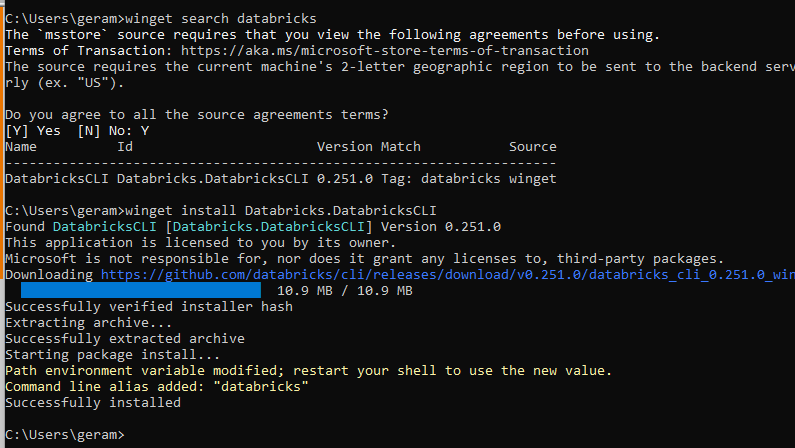 C:\Users\geram>winget search databricks
The `msstore` source requires that you view the following agreements before using.
Terms of Transaction: https://aka.ms/microsoft-store-terms-of-transaction
The source requires the current machine's 2-letter geographic region to be sent to the backend serv
rly (ex. "US").
Do you agree to all the source agreements terms?
[Y] Yes  [N] No: Y
Name          Id                       Version Match           Source
---------------------------------------------------------------------
DatabricksCLI Databricks.DatabricksCLI 0.251.0 Tag: databricks winget
C:\Users\geram>winget install Databricks.DatabricksCLI
Found DatabricksCLI [Databricks.DatabricksCLI] Version 0.251.0
This application is licensed to you by its owner.
Microsoft is not responsible for, nor does it grant any licenses to, third-party packages.
Downloading https://github.com/databricks/cli/releases/download/v0.251.0/databricks_cli_0.251.0_win
10.9 MB / 10.9 MB
Successfully verified installer hash
Extracting archive...
Successfully extracted archive
Starting package install...
Path environment variable modified; restart your shell to use the new value.
Command line alias added: "databricks"
Successfully installed
C:\Users\geram>